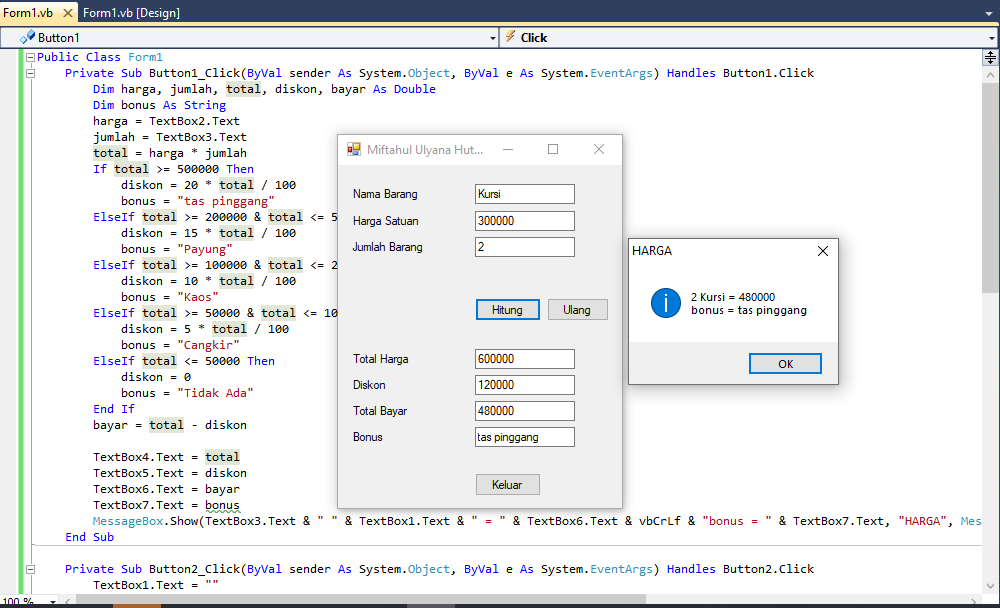 Form1.vb Form1.vb [Design]
Button1 Click
Public Class Form1
Private Sub Button1_Click(ByVal sender As System.Object, ByVal e As System.EventArgs) Handles Button1.Click
Dim harga, jumlah, total, diskon, bayar As Double
Dim bonus As String
harga = TextBox2.Text
jumlah = TextBox3.Text
total = harga * jumlah
If total >= 500000 Then
diskon = 20 * total / 100
bonus = "tas pinggang"
ElseIf total >= 200000 & total <= 5
diskon = 15 * total / 100
bonus = "Payung"
ElseIf total >= 100000 & total <= 2
diskon = 10 * total / 100
bonus = "Kaos"
ElseIf total >= 50000 & total <= 10
diskon = 5 * total / 100
bonus = "Cangkir"
ElseIf total <= 50000 Then
diskon = 0
bonus = "Tidak Ada"
End If
bayar = total - diskon
TextBox4.Text = total
TextBox5.Text = diskon
TextBox6.Text = bayar
TextBox7.Text = bonus
MessageBox.Show(TextBox3.Text & " " & TextBox1.Text & " = " & TextBox6.Text & vbCrLf & "bonus = " & TextBox7.Text, "HARGA", Mes
End Sub
Private Sub Button2_Click(ByVal sender As System.Object, ByVal e As System.EventArgs) Handles Button2.Click
TextBox1.Text = ""
100 %
Miftahul Ulyana Hut...
Nama Barang Kursi
Harga Satuan 300000
Jumlah Barang 2
Hitung Ulang
Total Harga 600000
Diskon 120000
Total Bayar 480000
Bonus tas pinggang
Keluar
HARGA
2 Kursi = 480000
bonus = tas pinggang
OK